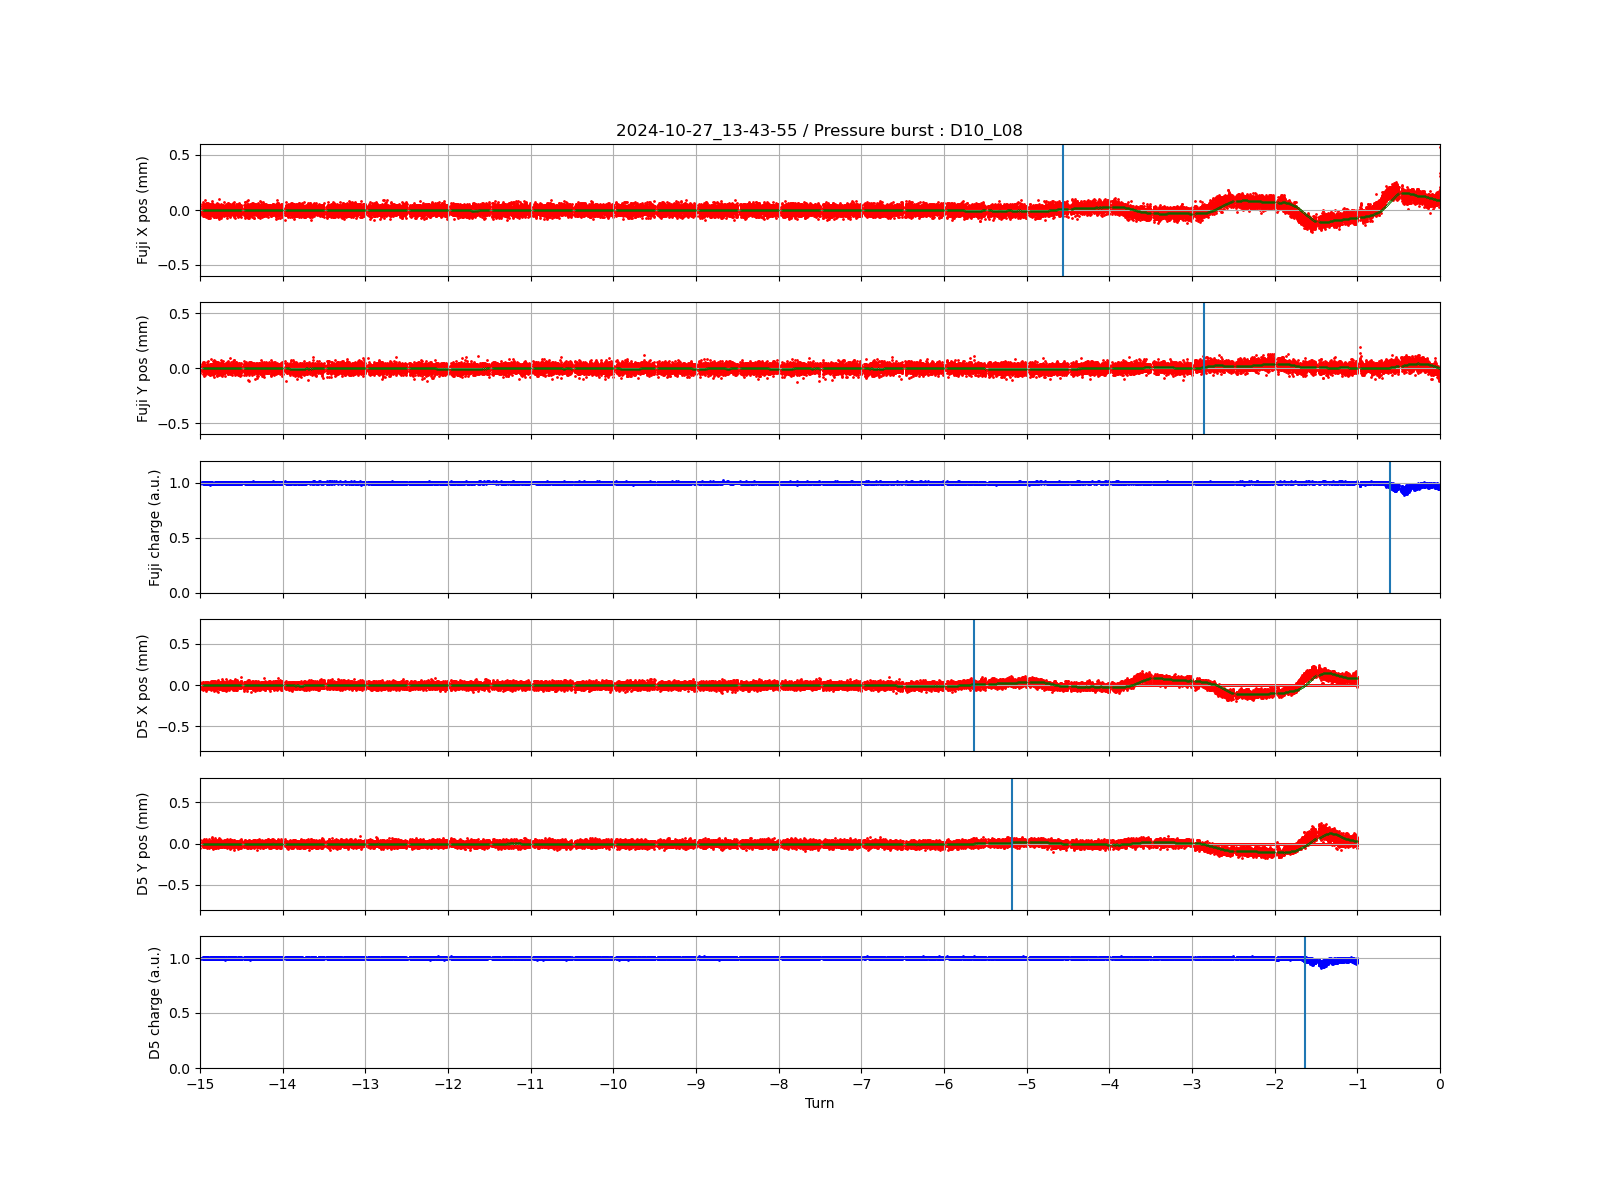 2024-10-27_13-43-55 / Pressure burst : D10_L08
Fuji X pos (mm)
0.5
0.0
−0.5
Fuji Y pos (mm)
0.5
0.0
−0.5
Fuji charge (a.u.)
1.0
0.5
0.0
D5 X pos (mm)
0.5
0.0
−0.5
D5 Y pos (mm)
0.5
0.0
−0.5
D5 charge (a.u.)
1.0
0.5
0.0
−15 −14 −13 −12 −11 −10 −9 −8 −7 −6 −5 −4 −3 −2 −1 0
Turn